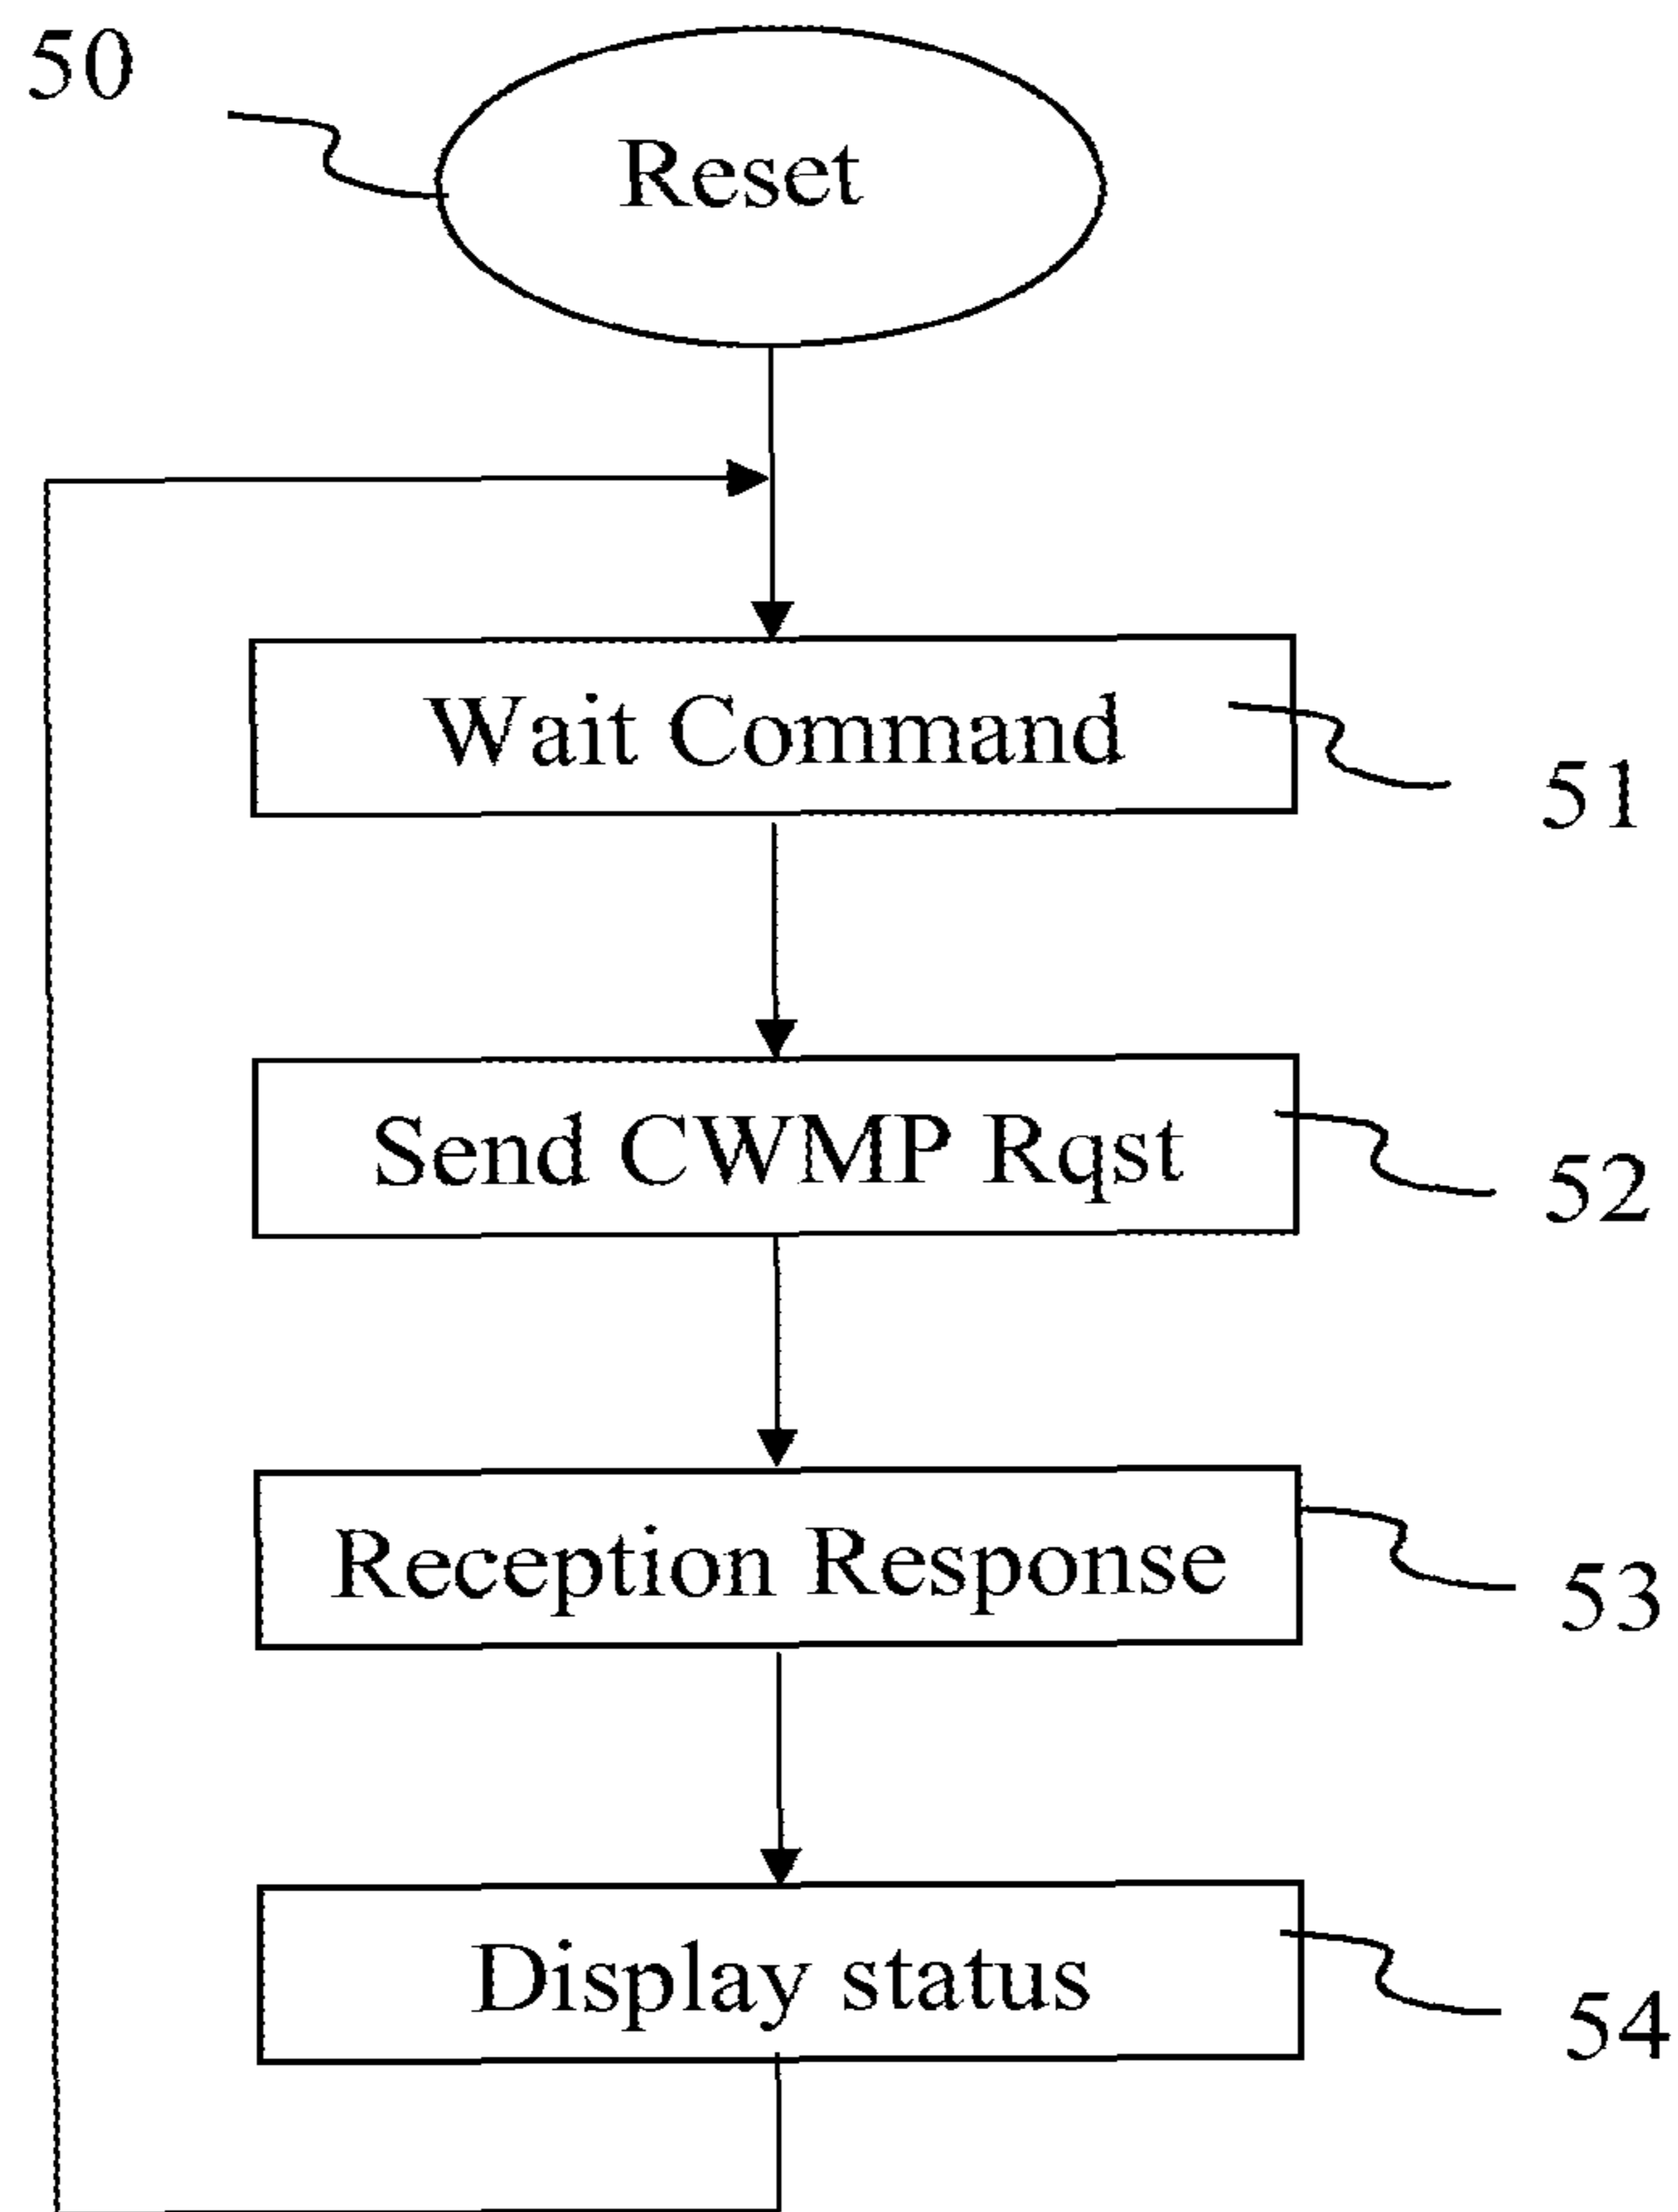 50
Reset
Wait Command
51
Send CWMP Rqst
52
Reception Response
53
Display status
54